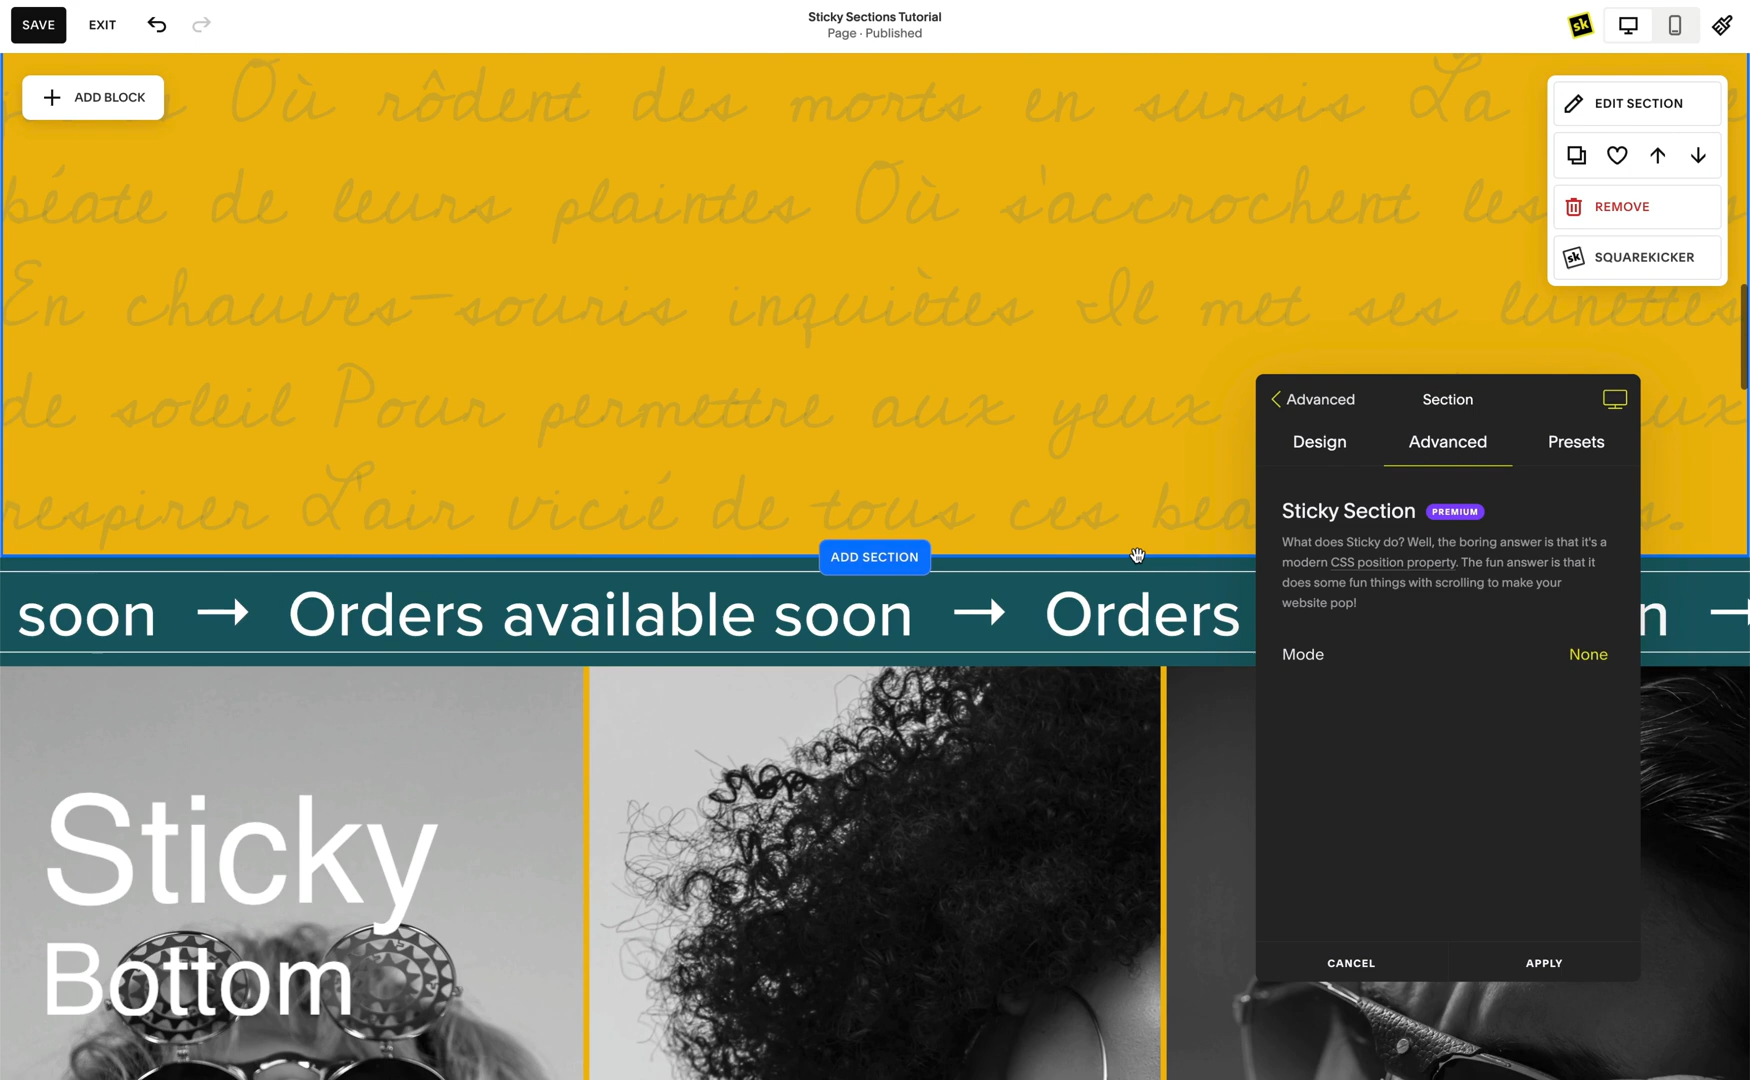 SAVE EXIT
Sticky Sections Tutorial
Page · Published
sk
ADD BLOCK
EDIT SECTION
REMOVE
sk SQUAREKICKER
Où rôdent des morts en sursis La
béate de leurs plaintes Où s'accrochent les
En chauves-souris inquiètes Il met ses lunettes
de soleil Pour permettre aux yeux
respirer L'air vicié de tous ces
Advanced Section
Design Advanced Presets
Sticky Section PREMIUM
What does Sticky do? Well, the boring answer is that it's a
modern CSS position property. The fun answer is that it
does some fun things with scrolling to make your
website pop!
Mode None
CANCEL APPLY
ADD SECTION
soon → Orders available soon → Orders
Sticky
Bottom